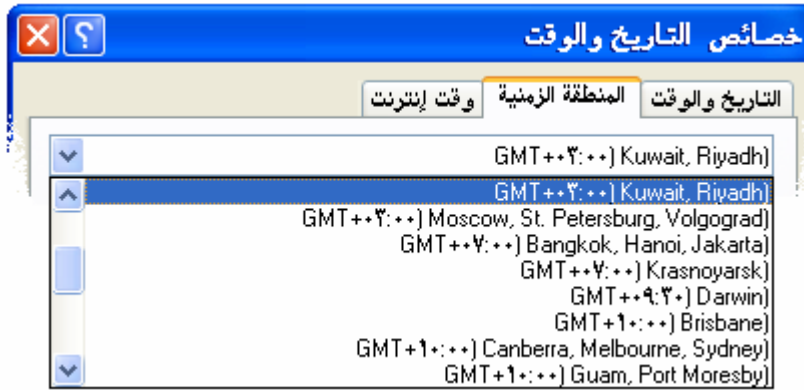 خصائص التاريخ والوقت
التاريخ والوقت المنطقة الزمنية وقت إنترنت
GMT+٠٣:٠٠) Kuwait, Riyadh)
GMT+٠٣:٠٠) Kuwait, Riyadh)
GMT+٠٣:٠٠) Moscow, St. Petersburg, Volgograd)
GMT+٠٧:٠٠) Bangkok, Hanoi, Jakarta)
GMT+٠٧:٠٠) Krasnoyarsk)
GMT+٠٩:٣٠) Darwin)
GMT+١٠:٠٠) Brisbane)
GMT+١٠:٠٠) Canberra, Melbourne, Sydney)
GMT+١٠:٠٠) Guam, Port Moresby)